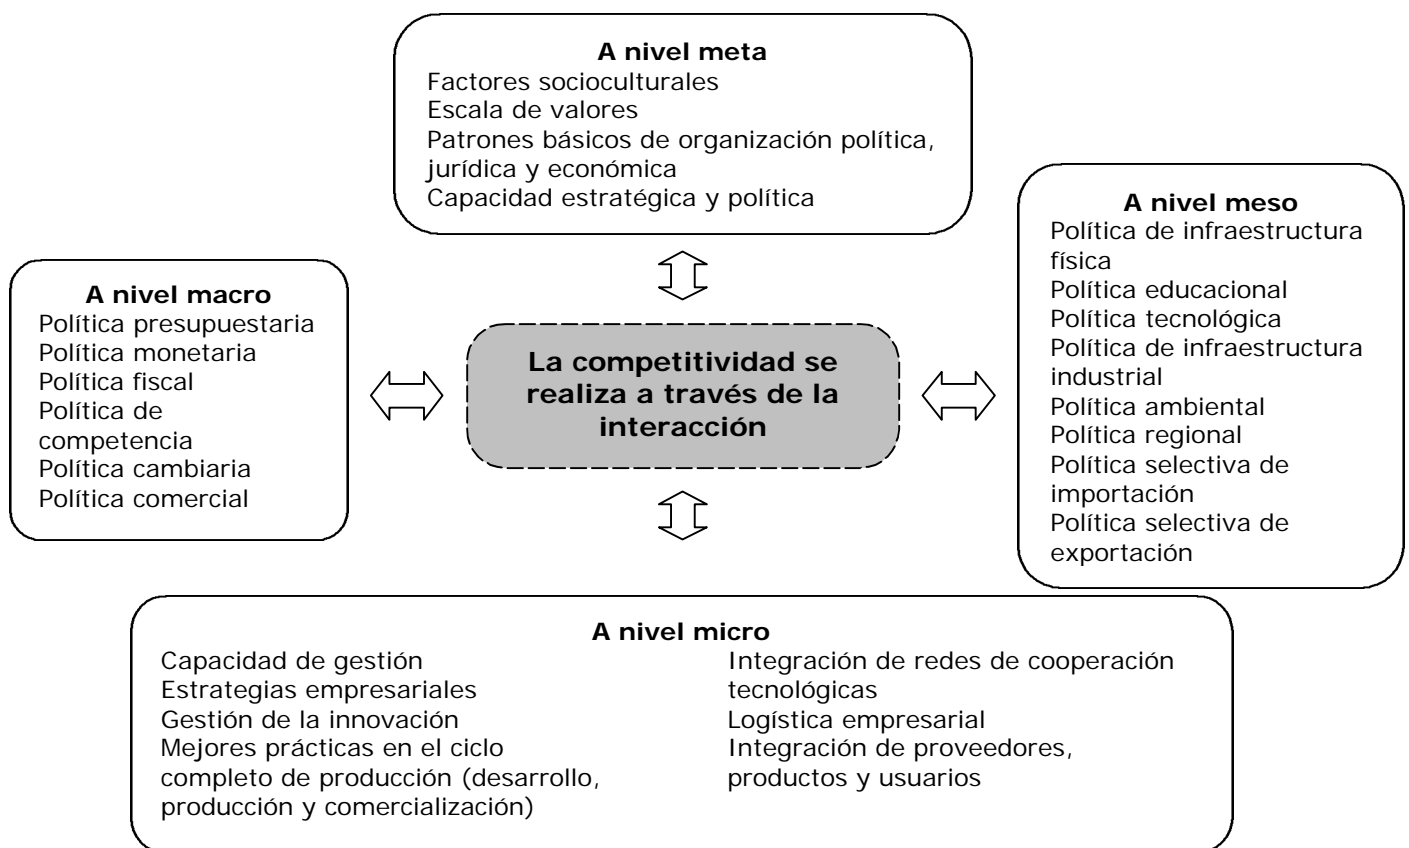 A nivel meta
Factores socioculturales
Escala de valores
Patrones básicos de organización política,
jurídica y económica
Capacidad estratégica y política
A nivel macro
Política presupuestaria
Política monetaria
Política fiscal
Política de
competencia
Política cambiaria
Política comercial
La competitividad se
realiza a través de la
interacción
A nivel meso
Política de infraestructura
física
Política educacional
Política tecnológica
Política de infraestructura
industrial
Política ambiental
Política regional
Política selectiva de
importación
Política selectiva de
exportación
A nivel micro
Capacidad de gestión
Estrategias empresariales
Gestión de la innovación
Mejores prácticas en el ciclo
completo de producción (desarrollo,
producción y comercialización)
Integración de redes de cooperación
tecnológicas
Logística empresarial
Integración de proveedores,
productos y usuarios